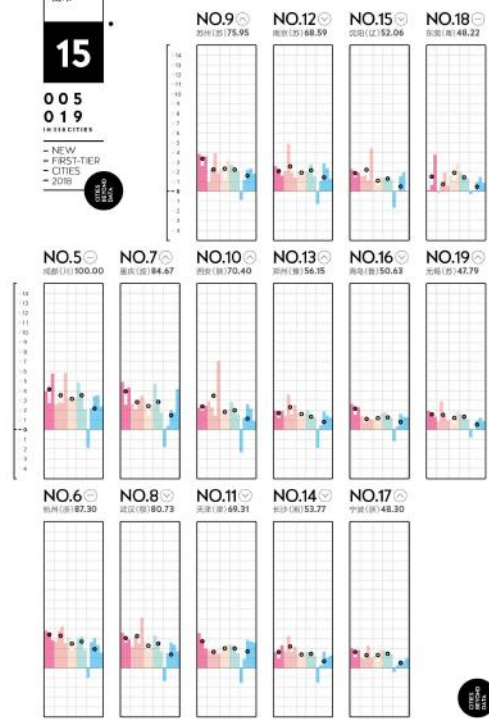 15
005
019
IN 338 CITIES
– NEW
– FIRST-TIER
– CITIES
– 2018
CITIES
BEYOND
DATA
NO.9
苏州(苏)75.95
NO.12
南京(苏)68.59
NO.15
沈阳(辽)52.06
NO.18
东莞(粤)48.22
NO.5
成都(川)100.00
NO.7
重庆(渝)84.67
NO.10
西安(陕)70.40
NO.13
郑州(豫)56.15
NO.16
青岛(鲁)50.63
NO.19
无锡(苏)47.79
NO.6
杭州(浙)87.30
NO.8
武汉(鄂)80.73
NO.11
天津(津)69.31
NO.14
长沙(湘)53.77
NO.17
宁波(浙)48.30
CITIES
BEYOND
DATA